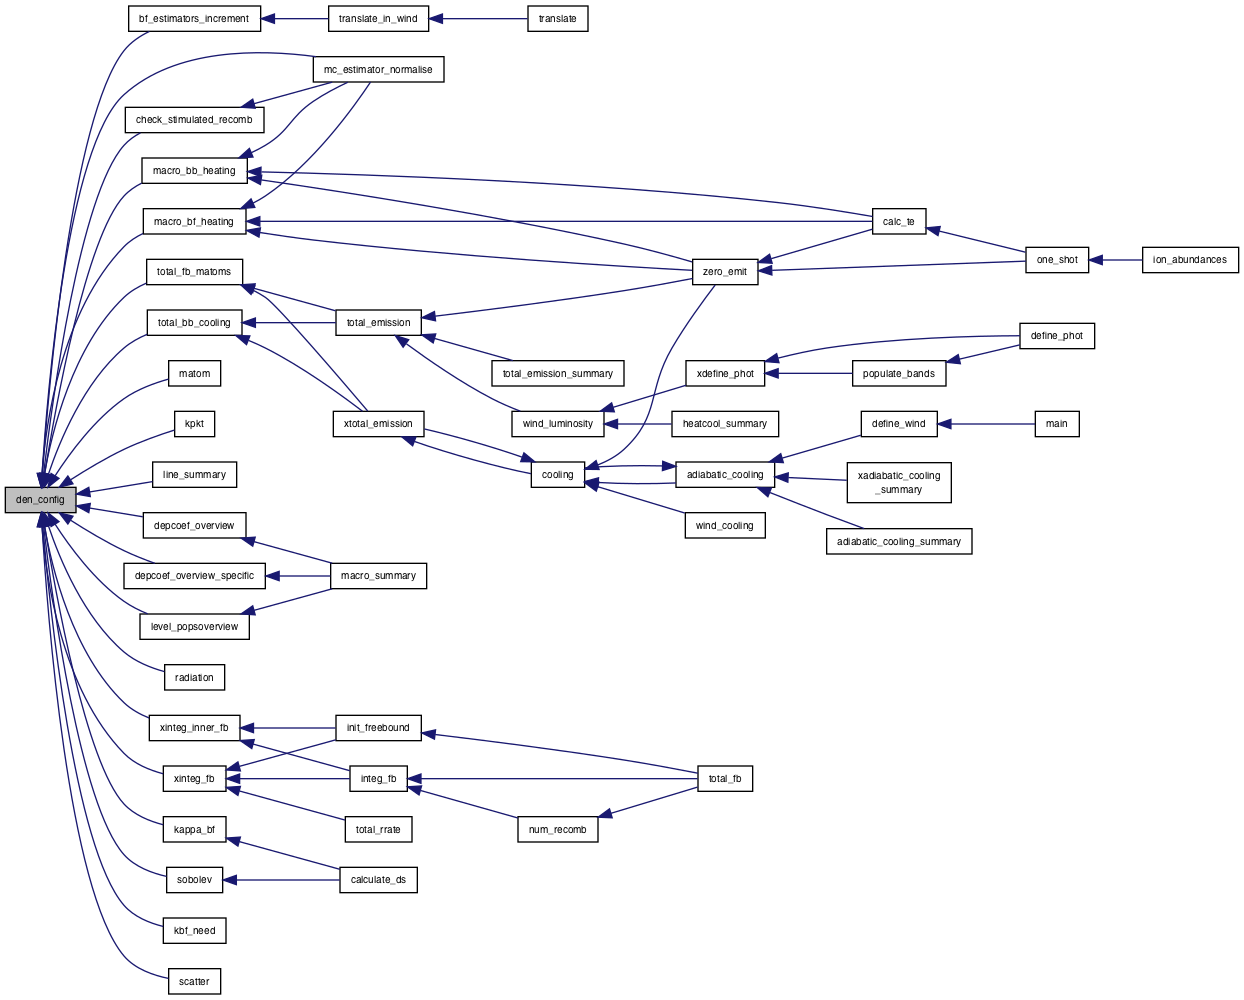 bf_estimators_increment
translate_in_wind
translate
mc_estimator_normalise
check_stimulated_recomb
macro_bb_heating
macro_bf_heating
calc_te
total_fb_matoms
zero_emit
one_shot
ion_abundances
total_bb_cooling
total_emission
define_phot
matom
total_emission_summary
xdefine_phot
populate_bands
kpkt
xtotal_emission
wind_luminosity
heatcool_summary
define_wind
main
line_summary
cooling
adiabatic_cooling
xadiabatic_cooling
_summary
den_config
depcoef_overview
wind_cooling
adiabatic_cooling_summary
depcoef_overview_specific
macro_summary
level_popsoverview
radiation
xinteg_inner_fb
init_freebound
xinteg_fb
integ_fb
total_fb
kappa_bf
total_rrate
num_recomb
sobolev
calculate_ds
kbf_need
scatter